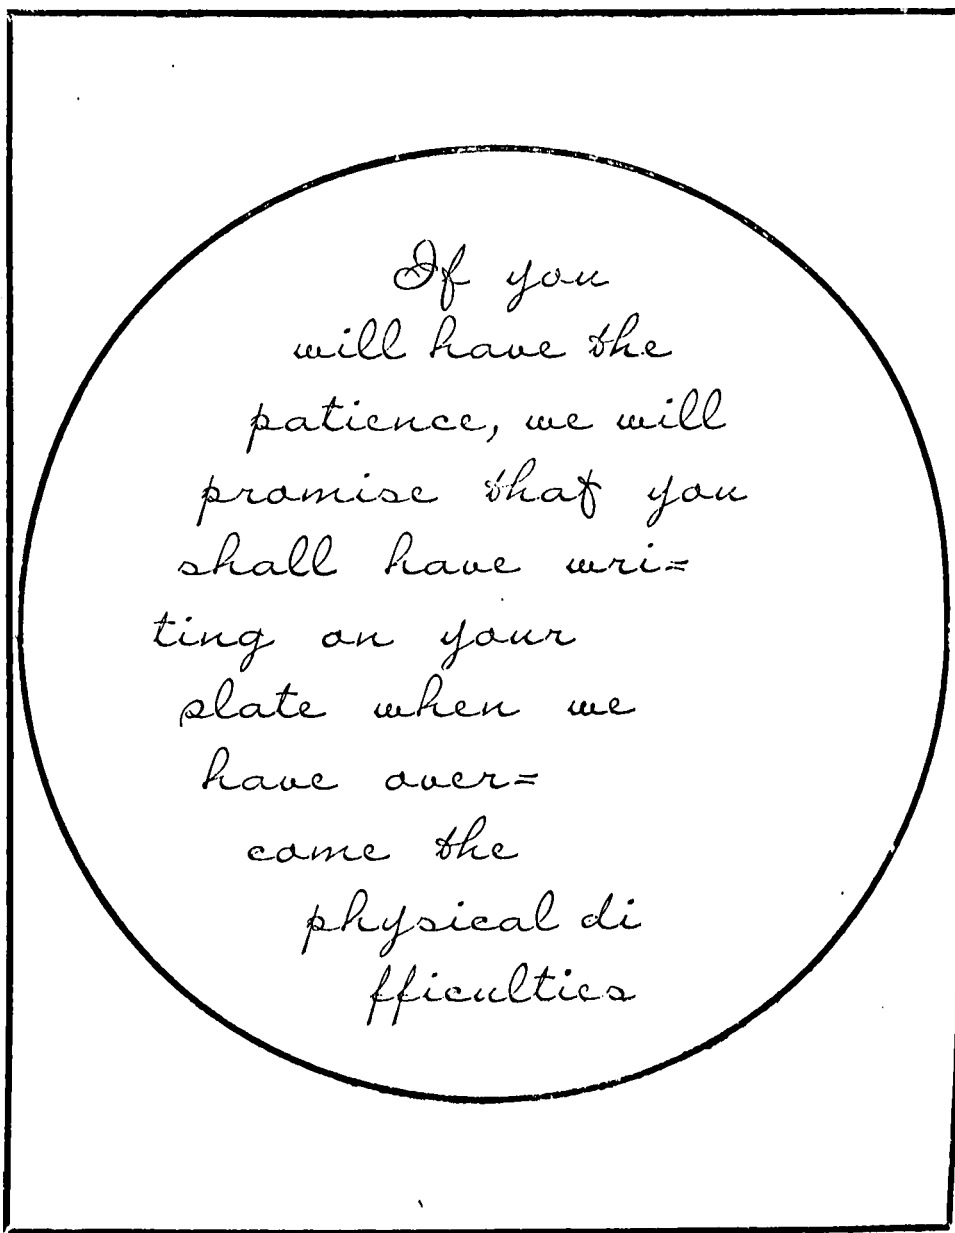 If you
will have the
patience, we will
promise that you
shall have wri=
ting on your
slate when we
have over=
come the
physical di
fficulties